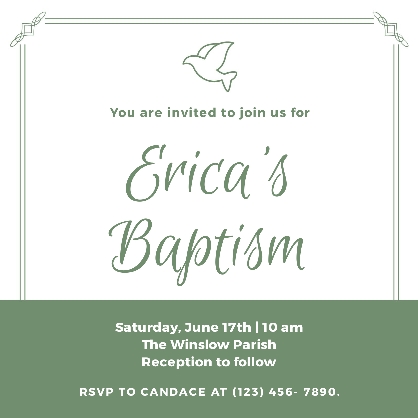 You are invited to join us for
Erica's
Baptism
Saturday, June 17th | 10 am
The Winslow Parish
Reception to follow
RSVP TO CANDACE AT (123) 456- 7890.